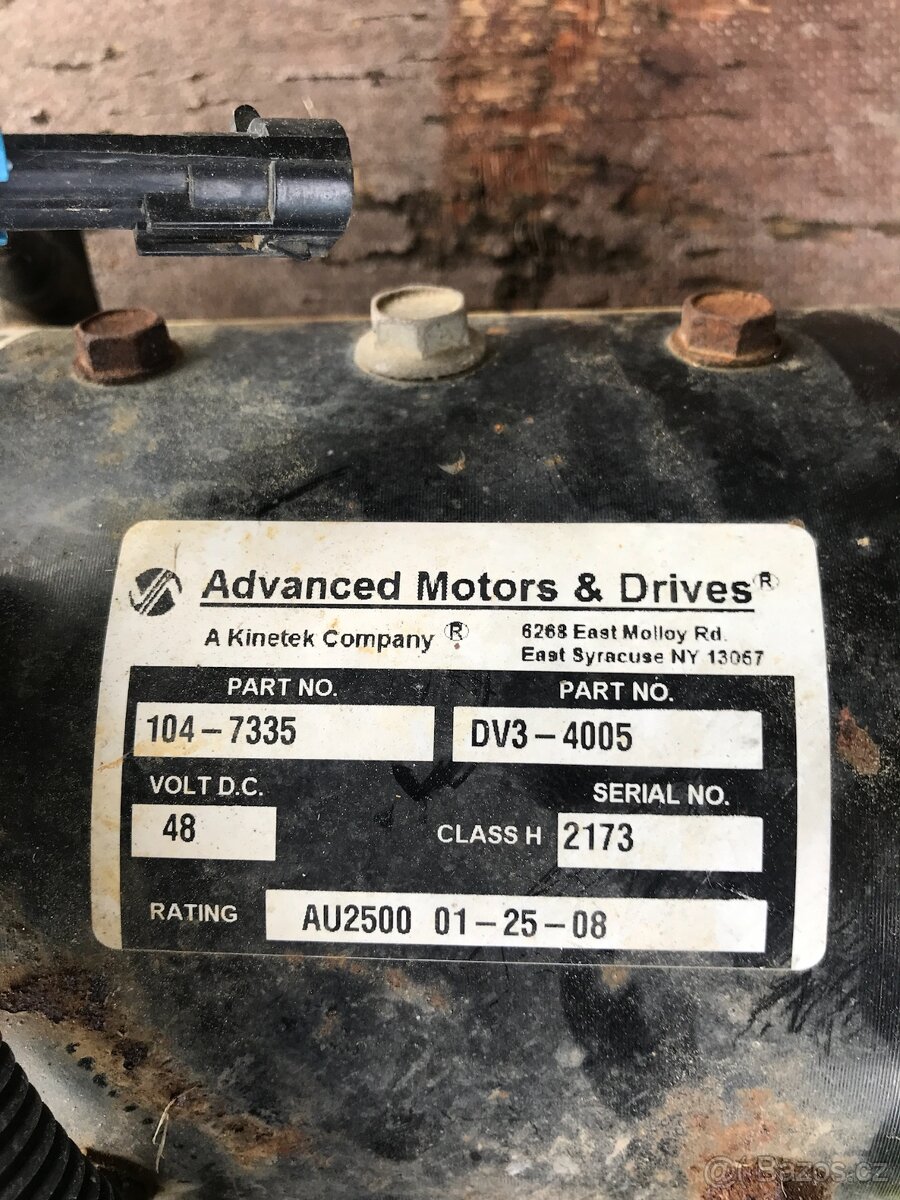 Advanced Motors & Drives®
A Kinetek Company ®
6268 East Molloy Rd.
East Syracuse NY 13067
PART NO.
PART NO.
104-7335
DV3-4005
VOLT D.C.
SERIAL NO.
48
CLASS H
2173
RATING
AU2500 01-25-08
Bazos.cz